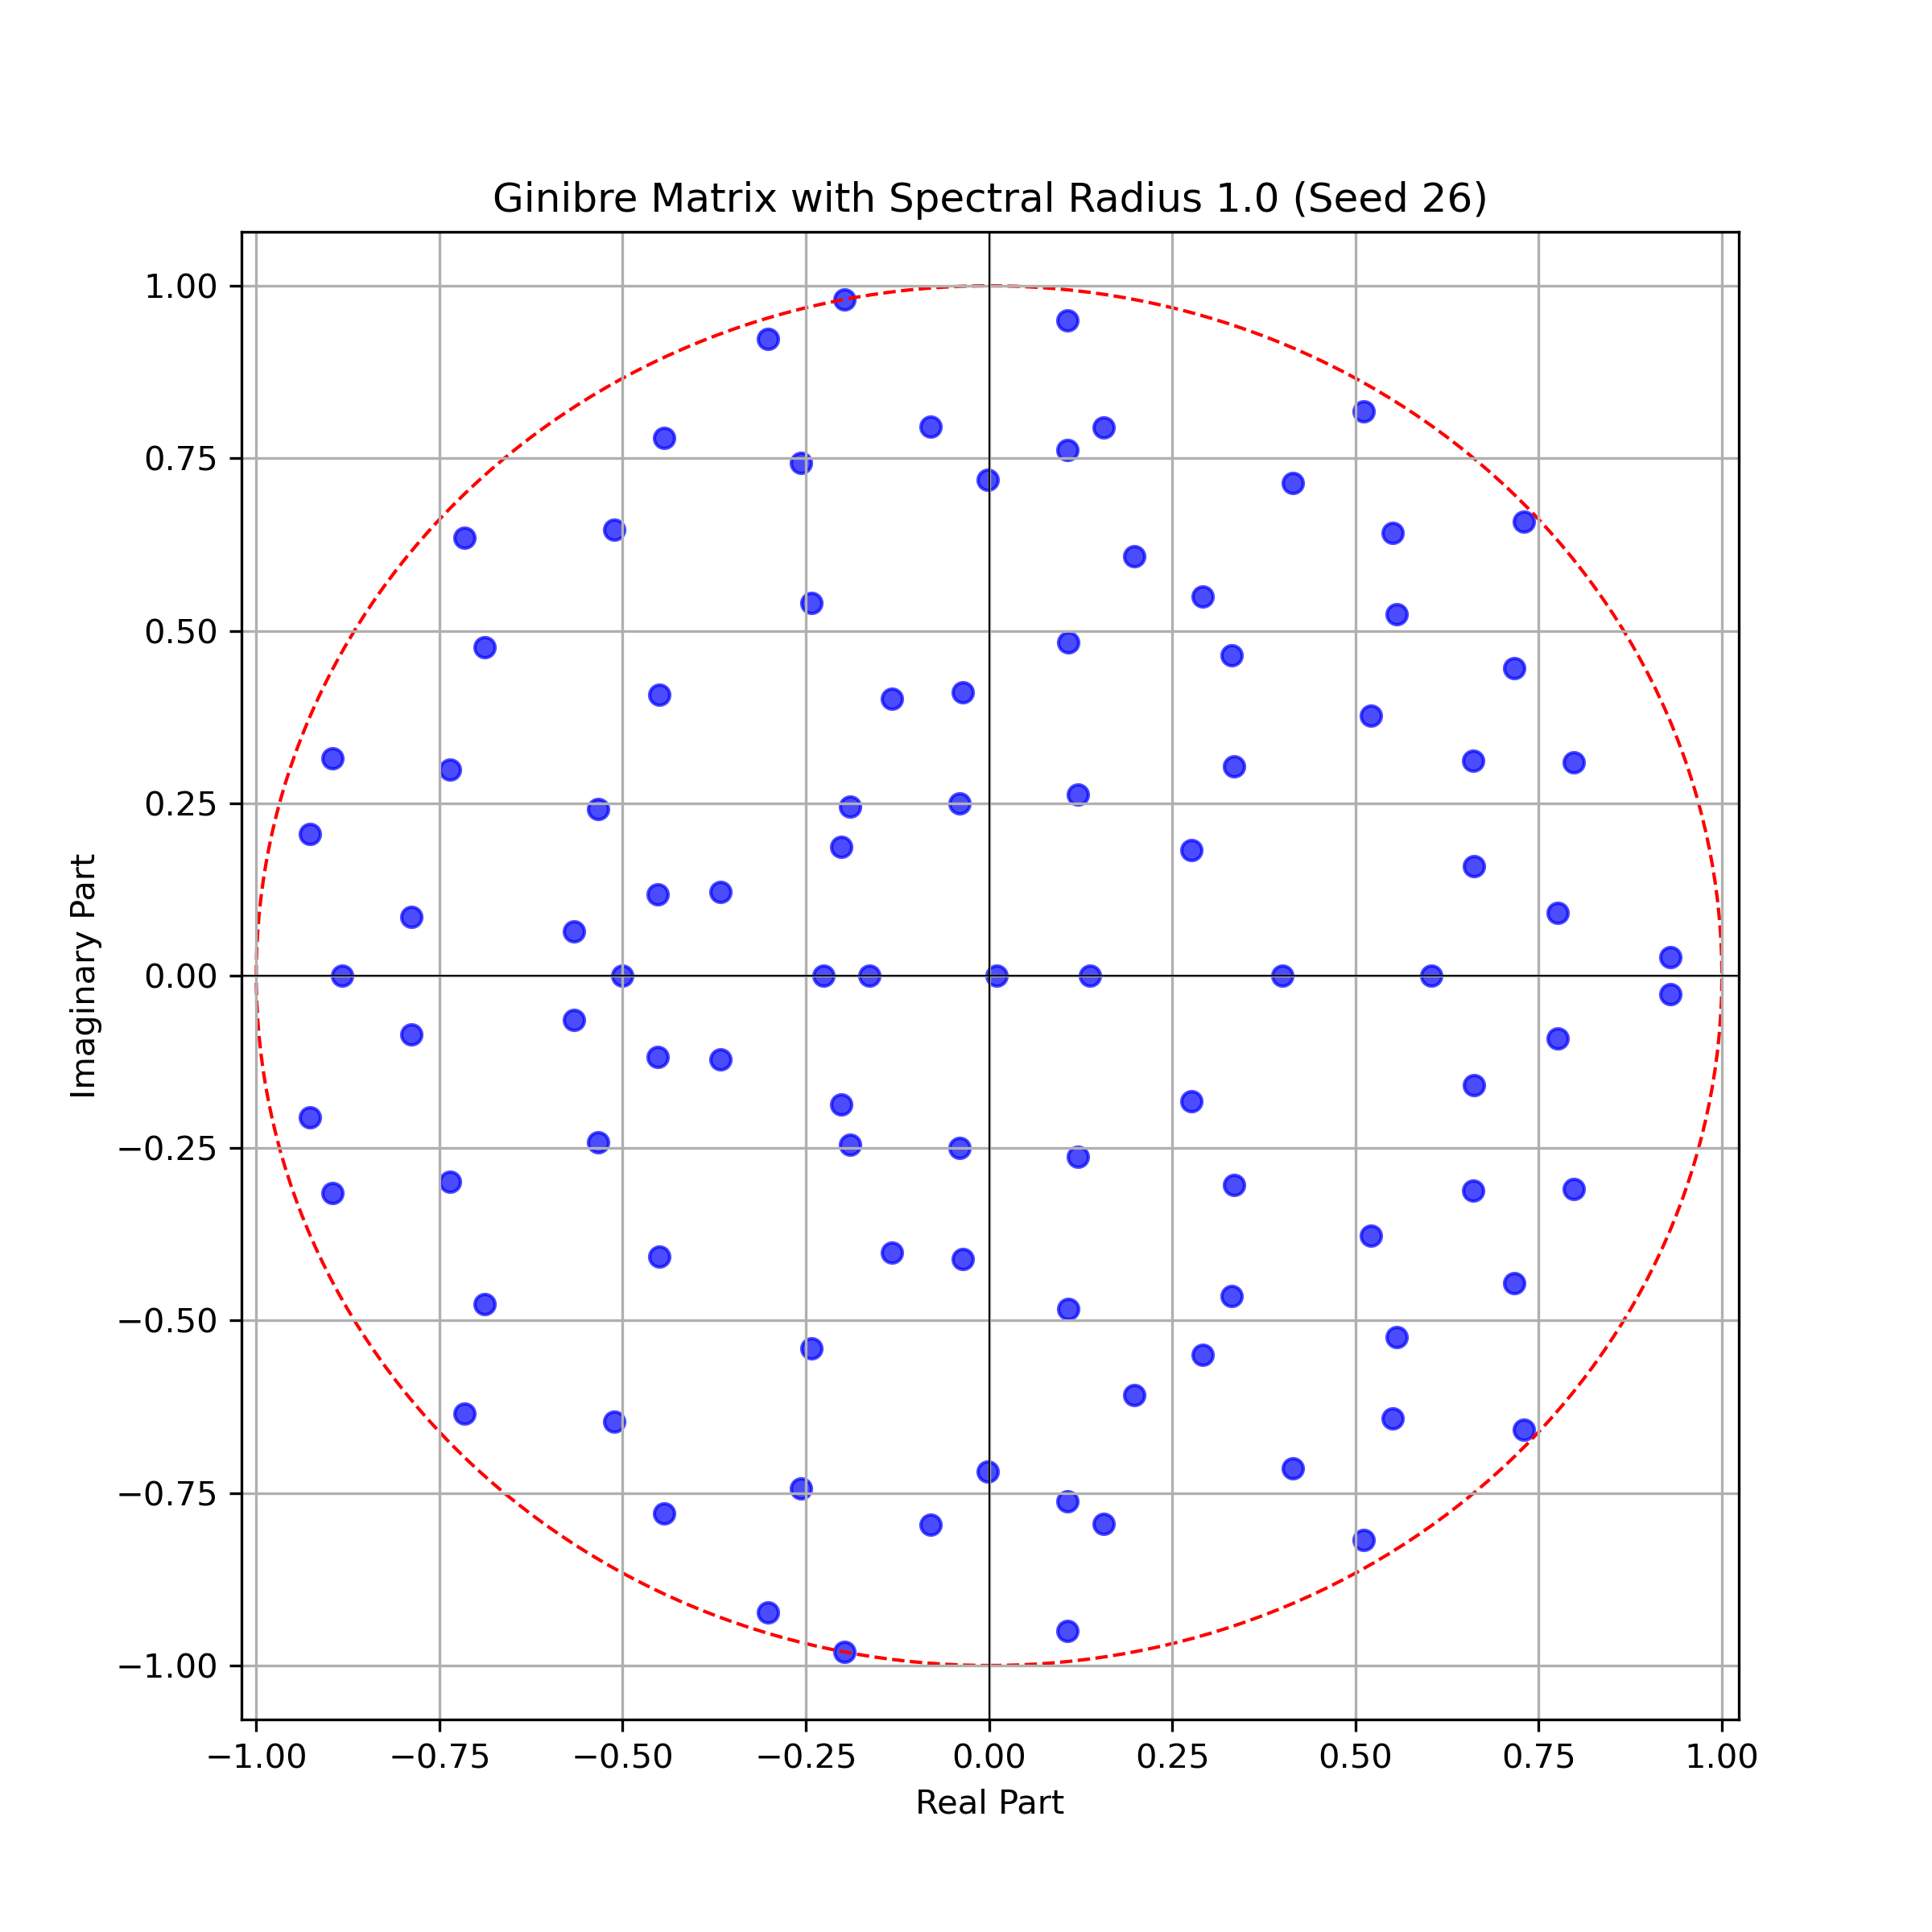 Ginibre Matrix with Spectral Radius 1.0 (Seed 26)
1.00
0.75
0.50
0.25
0.00
−0.25
−0.50
−0.75
−1.00
Imaginary Part
−1.00 −0.75 −0.50 −0.25 0.00 0.25 0.50 0.75 1.00
Real Part